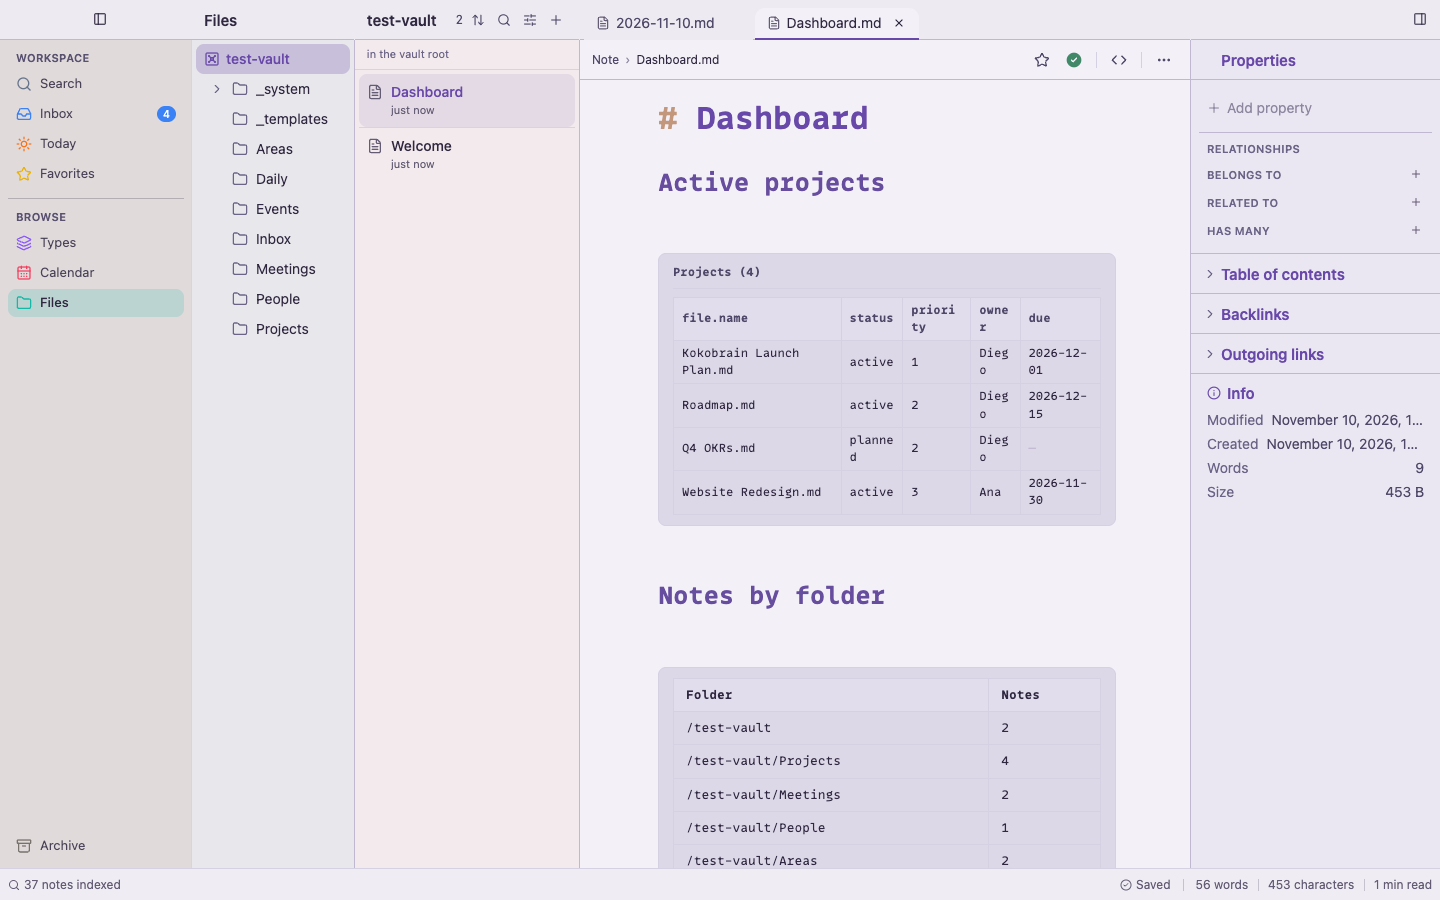 Files
test-vault
2
2026-11-10.md
Dashboard.md
WORKSPACE
Search
Inbox
4
Today
Favorites
BROWSE
Types
Calendar
Files
Archive
test-vault
_system
_templates
Areas
Daily
Events
Inbox
Meetings
People
Projects
in the vault root
Dashboard
just now
Welcome
just now
Note › Dashboard.md
# Dashboard
Active projects
Projects (4)
file.name status priori
ty owne
r due
Kokobrain Launch
Plan.md active 1 Dieg
o 2026-12-
01
Roadmap.md active 2 Dieg
o 2026-12-
15
Q4 OKRs.md planne
d 2 Dieg
o —
Website Redesign.md active 3 Ana 2026-11-
30
Notes by folder
Folder Notes
/test-vault 2
/test-vault/Projects 4
/test-vault/Meetings 2
/test-vault/People 1
/test-vault/Areas 2
Properties
Add property
RELATIONSHIPS
BELONGS TO
RELATED TO
HAS MANY
Table of contents
Backlinks
Outgoing links
Info
Modified November 10, 2026, 1...
Created November 10, 2026, 1...
Words 9
Size 453 B
37 notes indexed
Saved 56 words 453 characters 1 min read